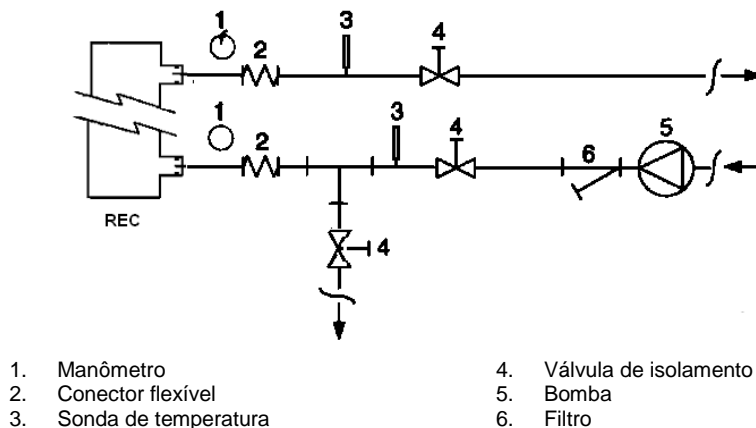 1
2
3
4
1
2
3
4
6
5
4
REC
1. Manômetro
2. Conector flexível
3. Sonda de temperatura
4. Válvula de isolamento
5. Bomba
6. Filtro